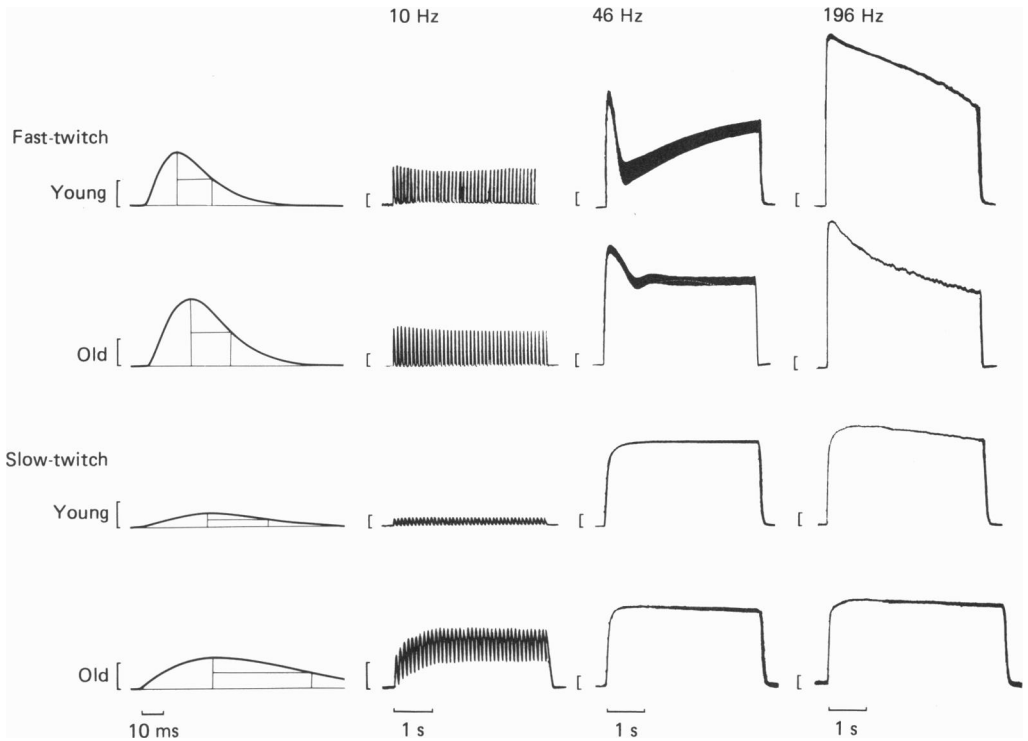 10 Hz 46 Hz 196 Hz
Fast-twitch
Young
Old
Slow-twitch
Young
Old
10 ms 1 s 1 s 1 s